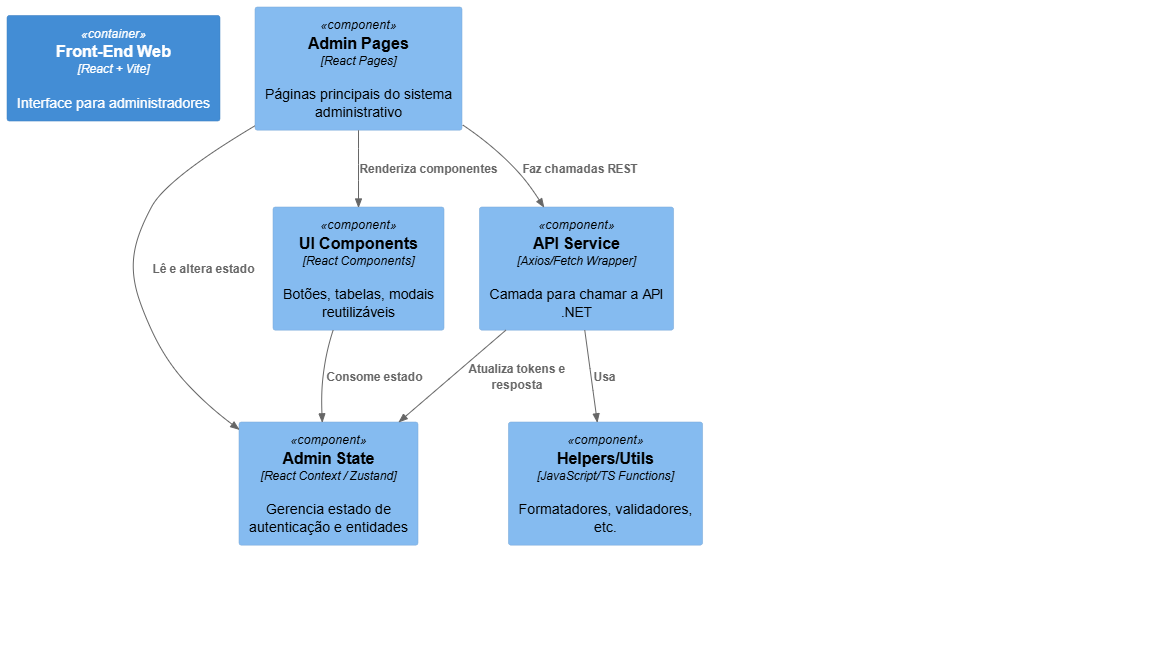 «container»
Front-End Web
[React + Vite]
Interface para administradores
«component»
Admin Pages
[React Pages]
Páginas principais do sistema
administrativo
Renderiza componentes
Faz chamadas REST
Lê e altera estado
«component»
UI Components
[React Components]
Botões, tabelas, modais
reutilizáveis
«component»
API Service
[Axios/Fetch Wrapper]
Camada para chamar a API
.NET
Consome estado
Atualiza tokens e
resposta
Usa
«component»
Admin State
[React Context / Zustand]
Gerencia estado de
autenticação e entidades
«component»
Helpers/Utils
[JavaScript/TS Functions]
Formatadores, validadores,
etc.